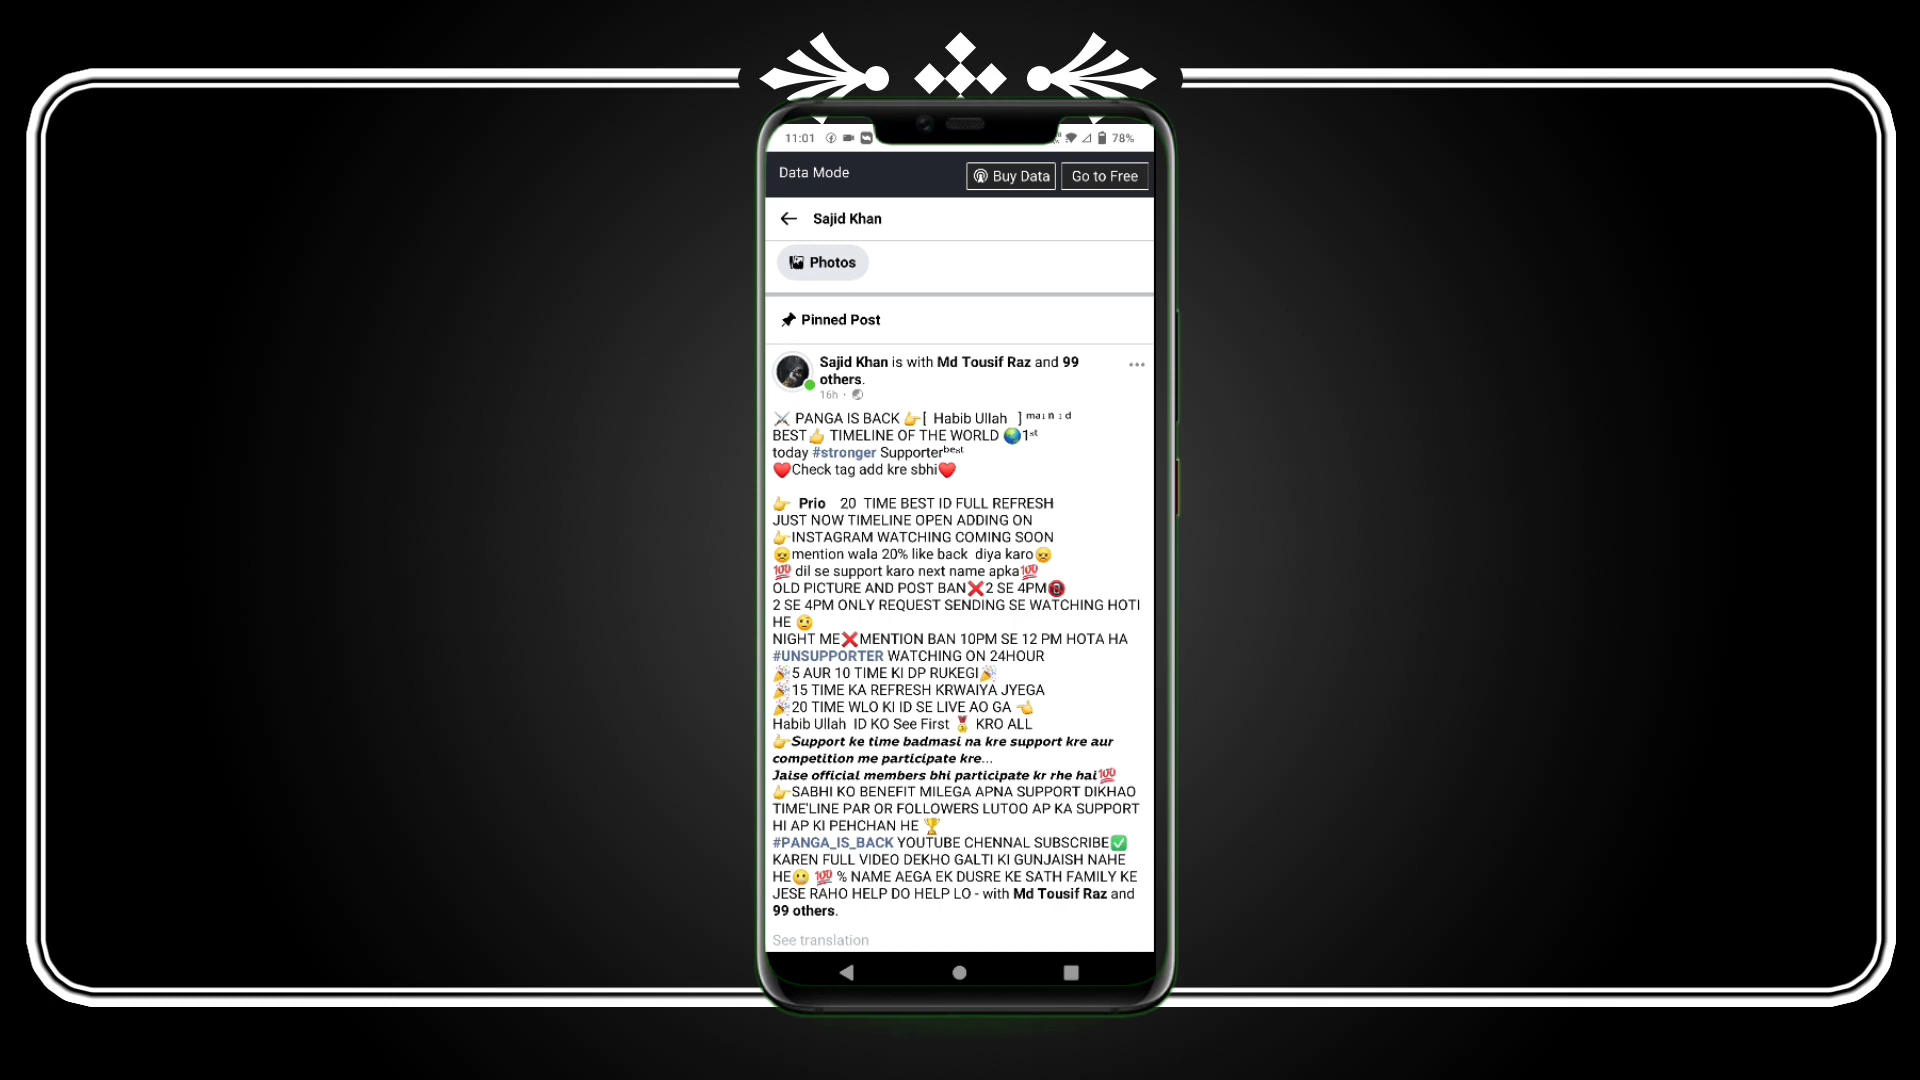 11:01
78%
Data Mode
Buy Data
Go to Free
Sajid Khan
Photos
Pinned Post
Sajid Khan is with Md Tousif Raz and 99
others.
16h ·
⚔ PANGA IS BACK 👉[ Habib Ullah ] ᵐᵃⁱⁿ ⁱᵈ
BEST👍 TIMELINE OF THE WORLD 🌍1ˢᵗ
today #stronger Supporterᵇᵉˢᵗ
❤️Check tag add kre sbhi❤️
👉 Prio 20 TIME BEST ID FULL REFRESH
JUST NOW TIMELINE OPEN ADDING ON
👉INSTAGRAM WATCHING COMING SOON
😠mention wala 20% like back diya karo😠
💯 dil se support karo next name apka💯
OLD PICTURE AND POST BAN❌2 SE 4PM📵
2 SE 4PM ONLY REQUEST SENDING SE WATCHING HOTI
HE 🤨
NIGHT ME❌MENTION BAN 10PM SE 12 PM HOTA HA
#UNSUPPORTER WATCHING ON 24HOUR
🎉5 AUR 10 TIME KI DP RUKEGI🎉
🎉15 TIME KA REFRESH KRWAIYA JYEGA
🎉20 TIME WLO KI ID SE LIVE AO GA 👈
Habib Ullah ID KO See First 🏅 KRO ALL
👉Support ke time badmasi na kre support kre aur
competition me participate kre...
Jaise official members bhi participate kr rhe hai💯
👉SABHI KO BENEFIT MILEGA APNA SUPPORT DIKHAO
TIME'LINE PAR OR FOLLOWERS LUTOO AP KA SUPPORT
HI AP KI PEHCHAN HE 🏆
#PANGA_IS_BACK YOUTUBE CHENNAL SUBSCRIBE✅
KAREN FULL VIDEO DEKHO GALTI KI GUNJAISH NAHE
HE😬 💯 % NAME AEGA EK DUSRE KE SATH FAMILY KE
JESE RAHO HELP DO HELP LO - with Md Tousif Raz and
99 others.
See translation